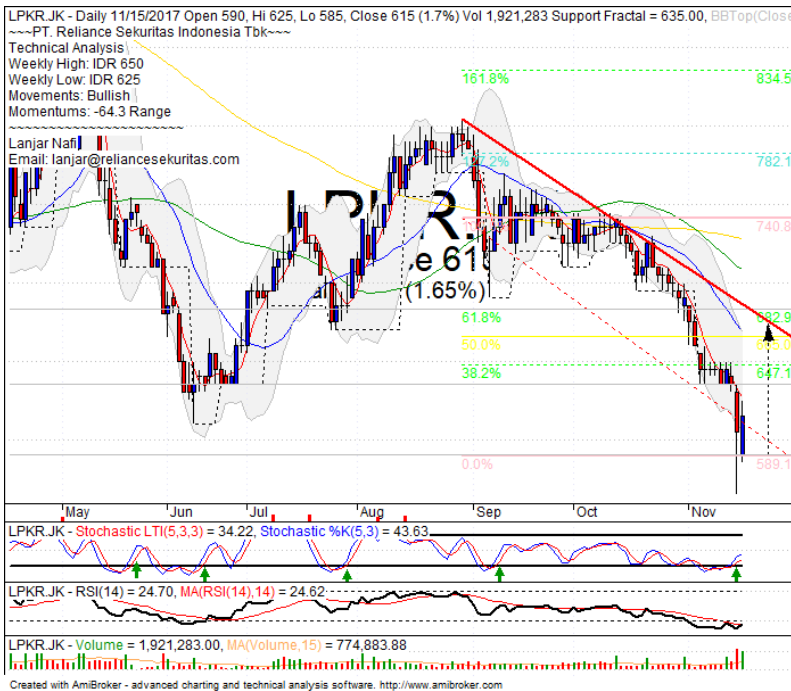 LPKR.JK - Daily 11/15/2017 Open 590, Hi 625, Lo 585, Close 615 (1.7%) Vol 1,921,283 Support Fractal = 635.00, BBTop(Close
~~~PT. Reliance Sekuritas Indonesia Tbk~~~
Technical Analysis
Weekly High: IDR 650
Weekly Low: IDR 625
Movements: Bullish
Momentums: -64.3 Range
~~~~~~~~~~~~~~~~~~~~~~
Lanjar Nafi
Email: lanjar@reliancesekuritas.com
161.8% 834.5
782.1
740.8
(1.65%)
61.8%
50.0%
38.2% 647.1
0.0% 589.1
May Jun Jul Aug Sep Oct Nov
LPKR.JK - Stochastic LTI(5,3,3) = 34.22, Stochastic %K(5,3) = 43.63
LPKR.JK - RSI(14) = 24.70, MA(RSI(14),14) = 24.62
LPKR.JK - Volume = 1,921,283.00, MA(Volume,15) = 774,883.88
Created with AmiBroker - advanced charting and technical analysis software. http://www.amibroker.com